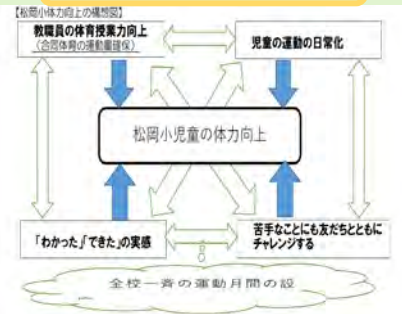 【松岡小体力向上の構想図】
教職員の体育授業力向上
(合同体育の運動量確保)
児童の運動の日常化
松岡小児童の体力向上
「わかった」「できた」の実感
苦手なことにも友だちとともに
チャレンジする
全校一斉の運動月間の設